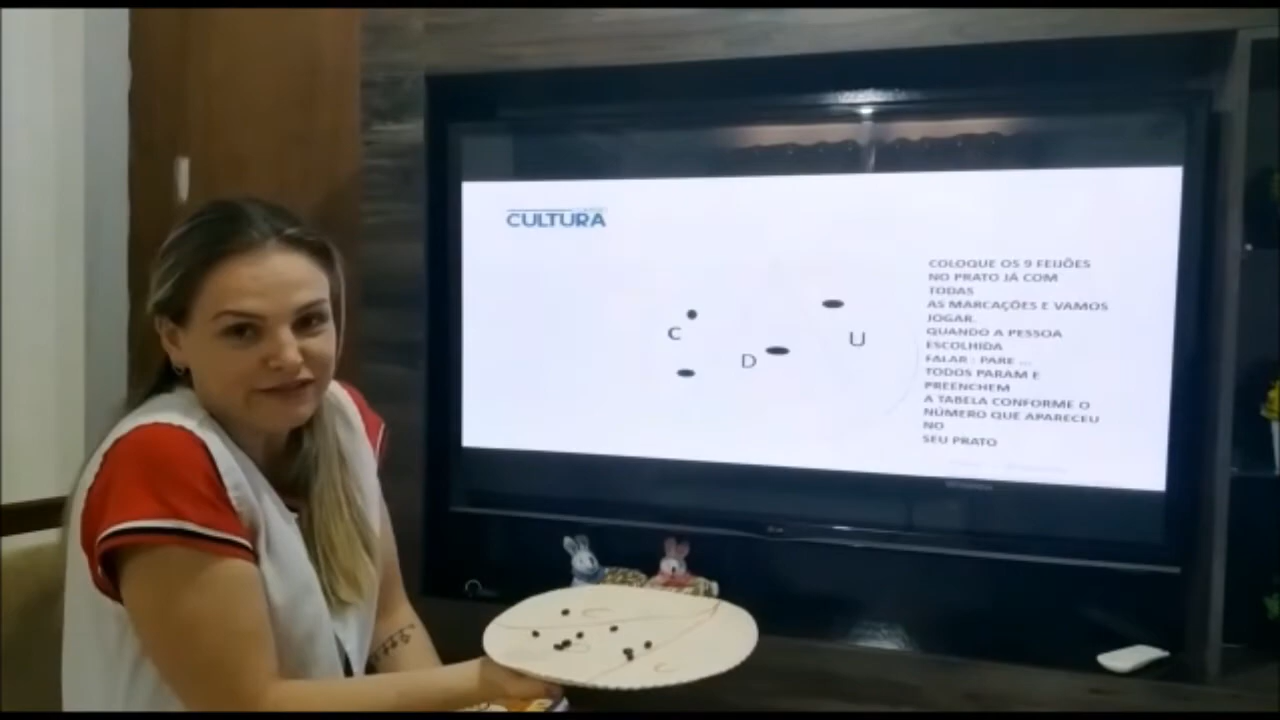 CULTURA
C
D
U
COLOQUE OS 9 FEIJÕES
NO PRATO JÁ COM
TODAS
AS MARCAÇÕES E VAMOS
JOGAR.
QUANDO A PESSOA
ESCOLHIDA
FALAR : PARE ...
TODOS PARAM E
PREENCHEM
A TABELA CONFORME O
NÚMERO QUE APARECEU
NO
SEU PRATO